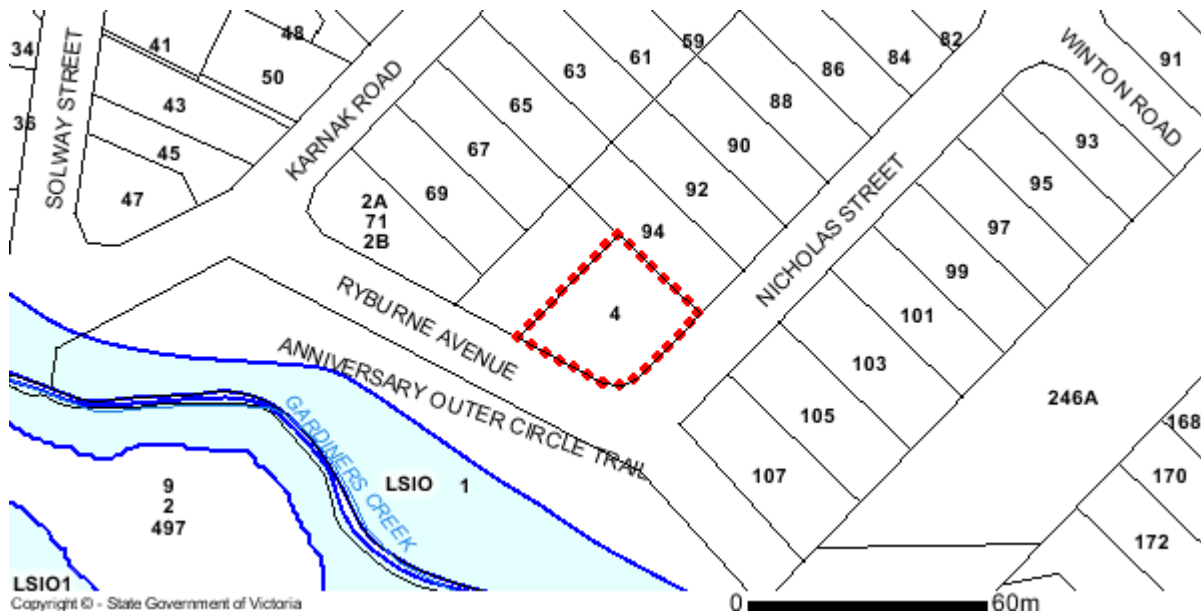 34
41
48
50
36
43
45
47
SOLWAY STREET
KARNAK ROAD
59
61
63
65
67
69
2A
71
2B
82
84
86
88
90
92
94
4
NICHOLAS STREET
WINTON ROAD
91
93
95
97
99
101
103
105
107
246A
168
170
172
RYBURNE AVENUE
ANNIVERSARY OUTER CIRCLE TRAIL
GARDINERS CREEK
LSIO 1
9
2
497
LSIO1
Copyright © - State Government of Victoria
0 60m